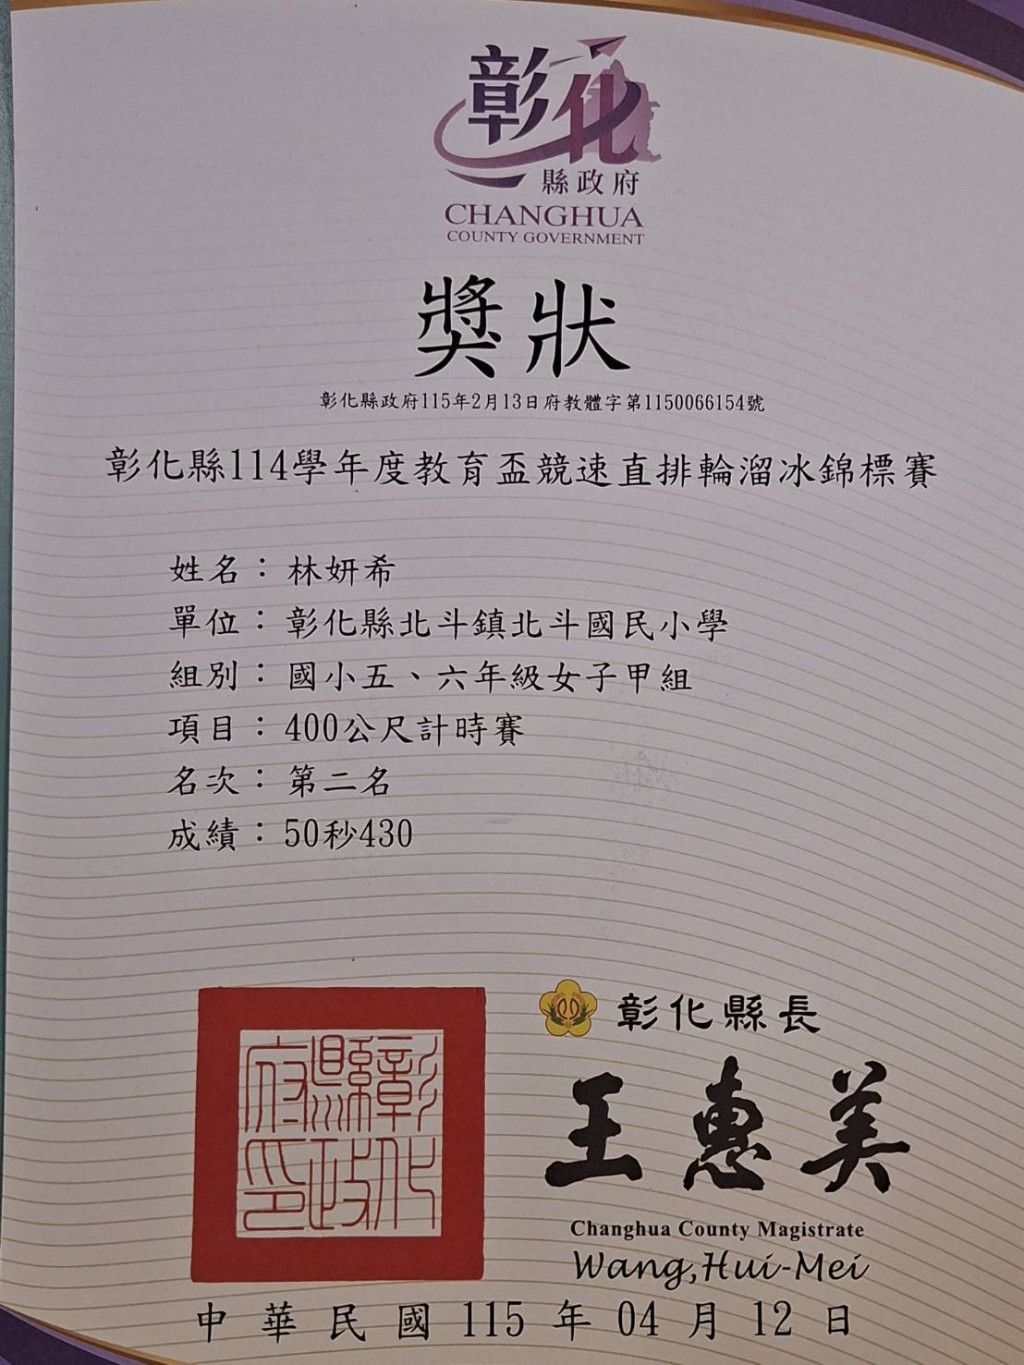 彰化
縣政府
CHANGHUA
COUNTY GOVERNMENT
獎狀
彰化縣政府115年2月13日府教體字第1150066154號
彰化縣114學年度教育盃競速直排輪溜冰錦標賽
姓名：林妍希
單位：彰化縣北斗鎮北斗國民小學
組別：國小五、六年級女子甲組
項目：400公尺計時賽
名次：第二名
成績：50秒430
彰化縣政府印
彰化縣長
王惠美
Changhua County Magistrate
Wang,Hui-Mei
中華民國115年04月12日